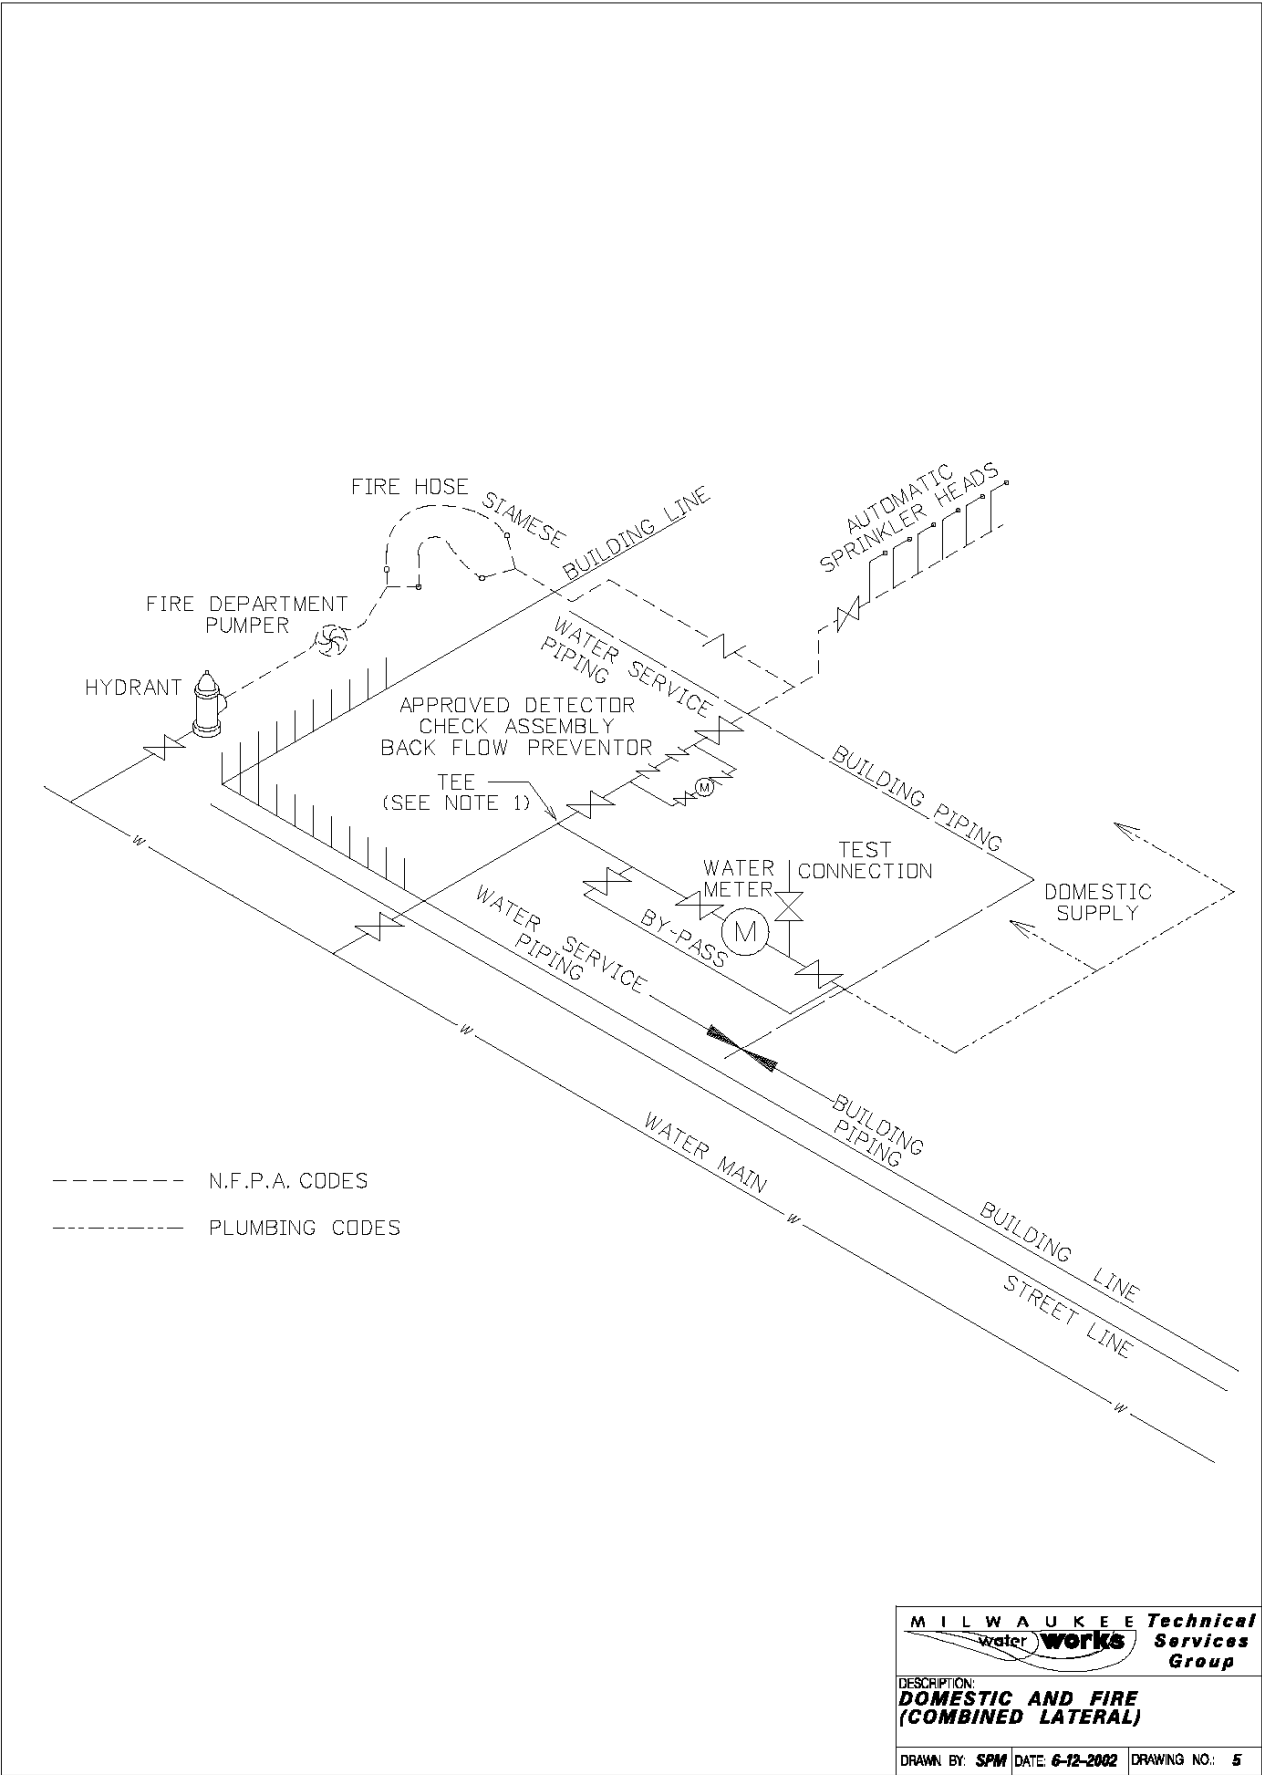 FIRE HOSE
SIAMESE
BUILDING LINE
AUTOMATIC
SPRINKLER HEADS
FIRE DEPARTMENT
PUMPER
HYDRANT
WATER SERVICE
PIPING
APPROVED DETECTOR
CHECK ASSEMBLY
BACK FLOW PREVENTOR
TEE
(SEE NOTE 1)
M
BUILDING PIPING
W
WATER
METER
TEST
CONNECTION
M
DOMESTIC
SUPPLY
BY-PASS
WATER SERVICE
PIPING
W
BUILDING
PIPING
WATER MAIN
W
N.F.P.A. CODES
PLUMBING CODES
BUILDING LINE
STREET LINE
W
MILWAUKEE
water works
Technical
Services
Group
DESCRIPTION:
DOMESTIC AND FIRE
(COMBINED LATERAL)
DRAWN BY: SPM DATE: 6-12-2002 DRAWING NO.: 5